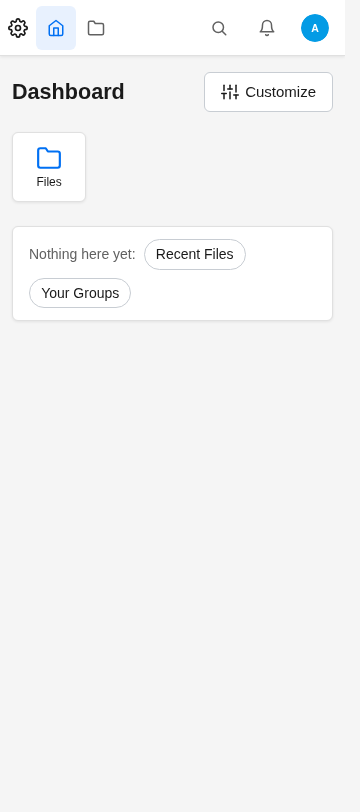 A
Dashboard
Customize
Files
Nothing here yet: Recent Files
Your Groups